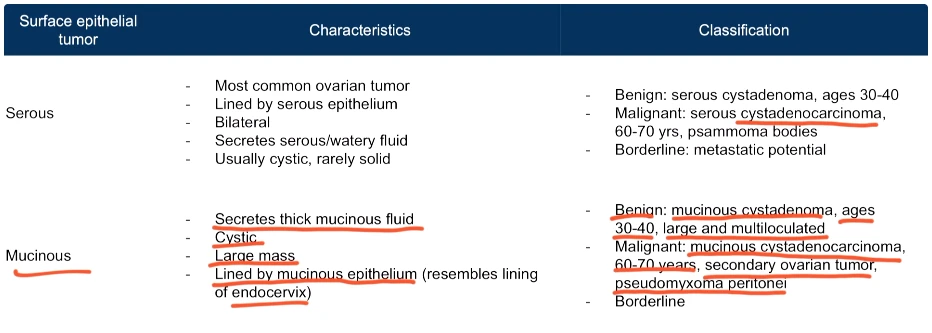 Surface epithelial
tumor
Characteristics
Classification
Serous
- Most common ovarian tumor
- Lined by serous epithelium
- Bilateral
- Secretes serous/watery fluid
- Usually cystic, rarely solid
- Benign: serous cystadenoma, ages 30-40
- Malignant: serous cystadenocarcinoma,
60-70 yrs, psammoma bodies
- Borderline: metastatic potential
Mucinous
- Secretes thick mucinous fluid
- Cystic
- Large mass
- Lined by mucinous epithelium (resembles lining
of endocervix)
- Benign: mucinous cystadenoma, ages
30-40, large and multiloculated
- Malignant: mucinous cystadenocarcinoma,
60-70 years, secondary ovarian tumor,
pseudomyxoma peritonei
- Borderline